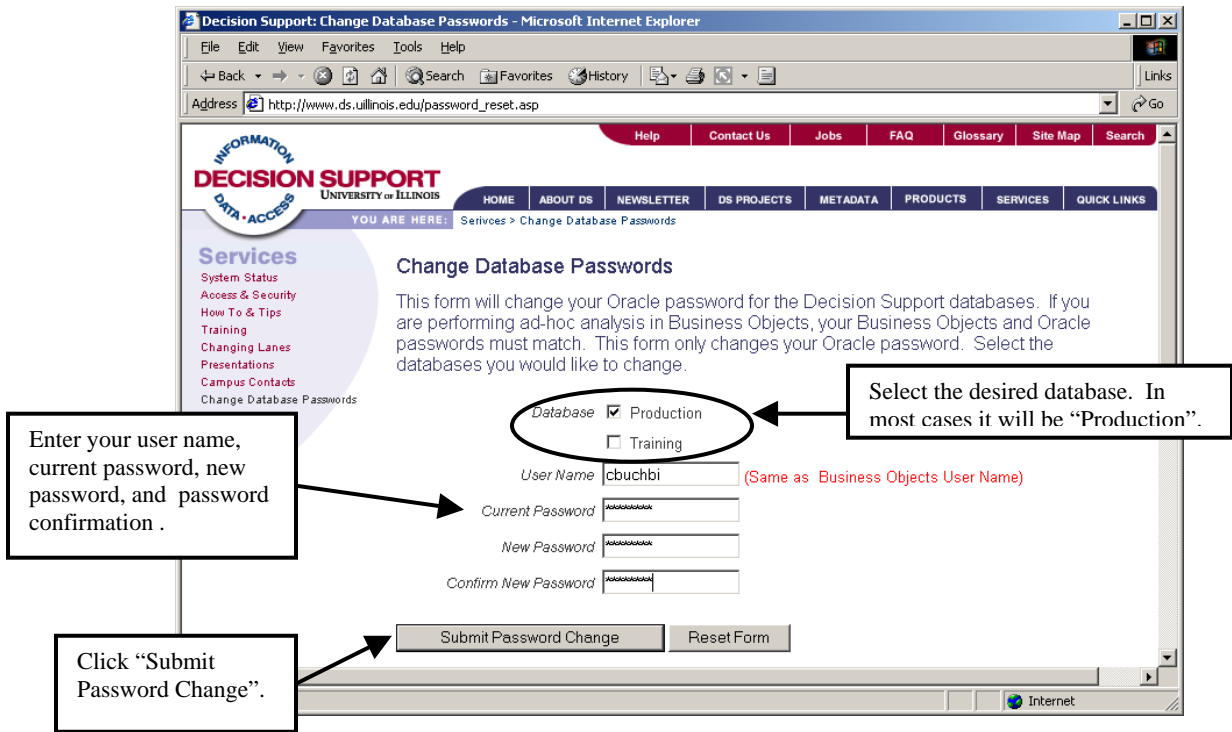 Decision Support: Change Database Passwords - Microsoft Internet Explorer
File Edit View Favorites Tools Help
Back Search Favorites History Links
Address http://www.ds.uillinois.edu/password_reset.asp Go
Help Contact Us Jobs FAQ Glossary Site Map Search
INFORMATION
DECISION SUPPORT
UNIVERSITY OF ILLINOIS
DATA • ACCESS
HOME ABOUT DS NEWSLETTER DS PROJECTS METADATA PRODUCTS SERVICES QUICK LINKS
YOU ARE HERE: Serivces > Change Database Passwords
Services
System Status
Access & Security
How To & Tips
Training
Changing Lanes
Presentations
Campus Contacts
Change Database Passwords
Change Database Passwords
This form will change your Oracle password for the Decision Support databases. If you
are performing ad-hoc analysis in Business Objects, your Business Objects and Oracle
passwords must match. This form only changes your Oracle password. Select the
databases you would like to change.
Select the desired database. In
most cases it will be “Production”.
Database Production
Training
Enter your user name,
current password, new
password, and password
confirmation .
User Name cbuchbi (Same as Business Objects User Name)
Current Password *********
New Password *********
Confirm New Password *********
Submit Password Change Reset Form
Click “Submit
Password Change”.
Internet